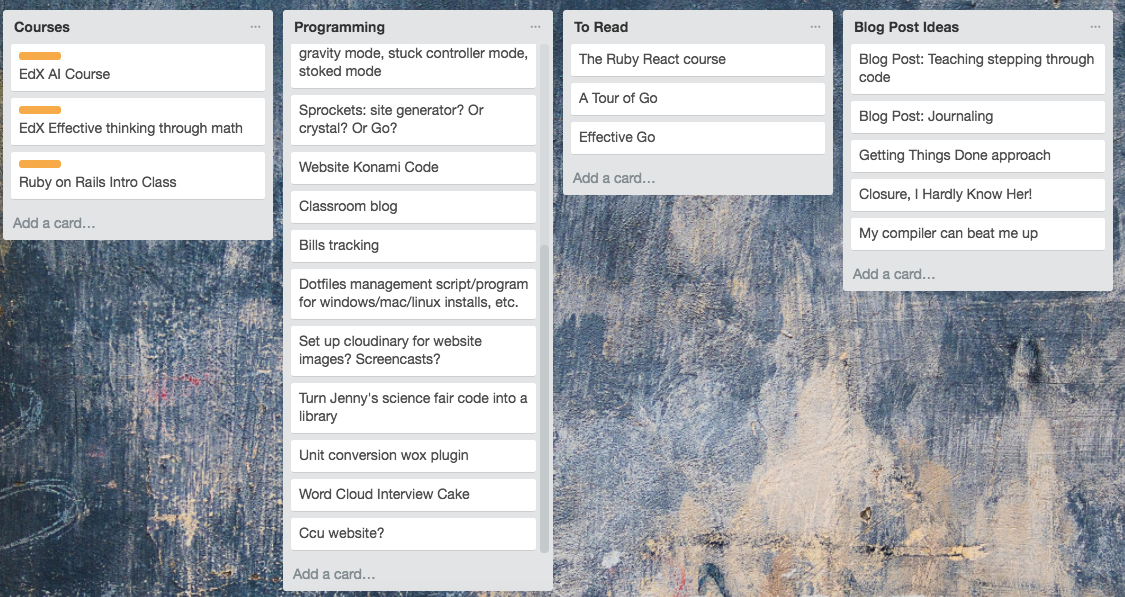 Courses
EdX AI Course
EdX Effective thinking through math
Ruby on Rails Intro Class
Add a card…
Programming
gravity mode, stuck controller mode,
stoked mode
Sprockets: site generator? Or
crystal? Or Go?
Website Konami Code
Classroom blog
Bills tracking
Dotfiles management script/program
for windows/mac/linux installs, etc.
Set up cloudinary for website
images? Screencasts?
Turn Jenny's science fair code into a
library
Unit conversion wox plugin
Word Cloud Interview Cake
Ccu website?
Add a card…
To Read
The Ruby React course
A Tour of Go
Effective Go
Add a card…
Blog Post Ideas
Blog Post: Teaching stepping through
code
Blog Post: Journaling
Getting Things Done approach
Closure, I Hardly Know Her!
My compiler can beat me up
Add a card…